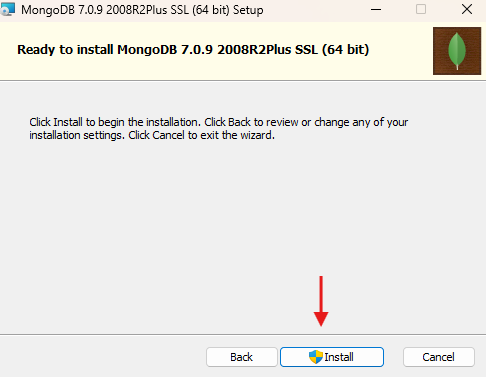 MongoDB 7.0.9 2008R2Plus SSL (64 bit) Setup
Ready to install MongoDB 7.0.9 2008R2Plus SSL (64 bit)
Click Install to begin the installation. Click Back to review or change any of your
installation settings. Click Cancel to exit the wizard.
Back
Install
Cancel